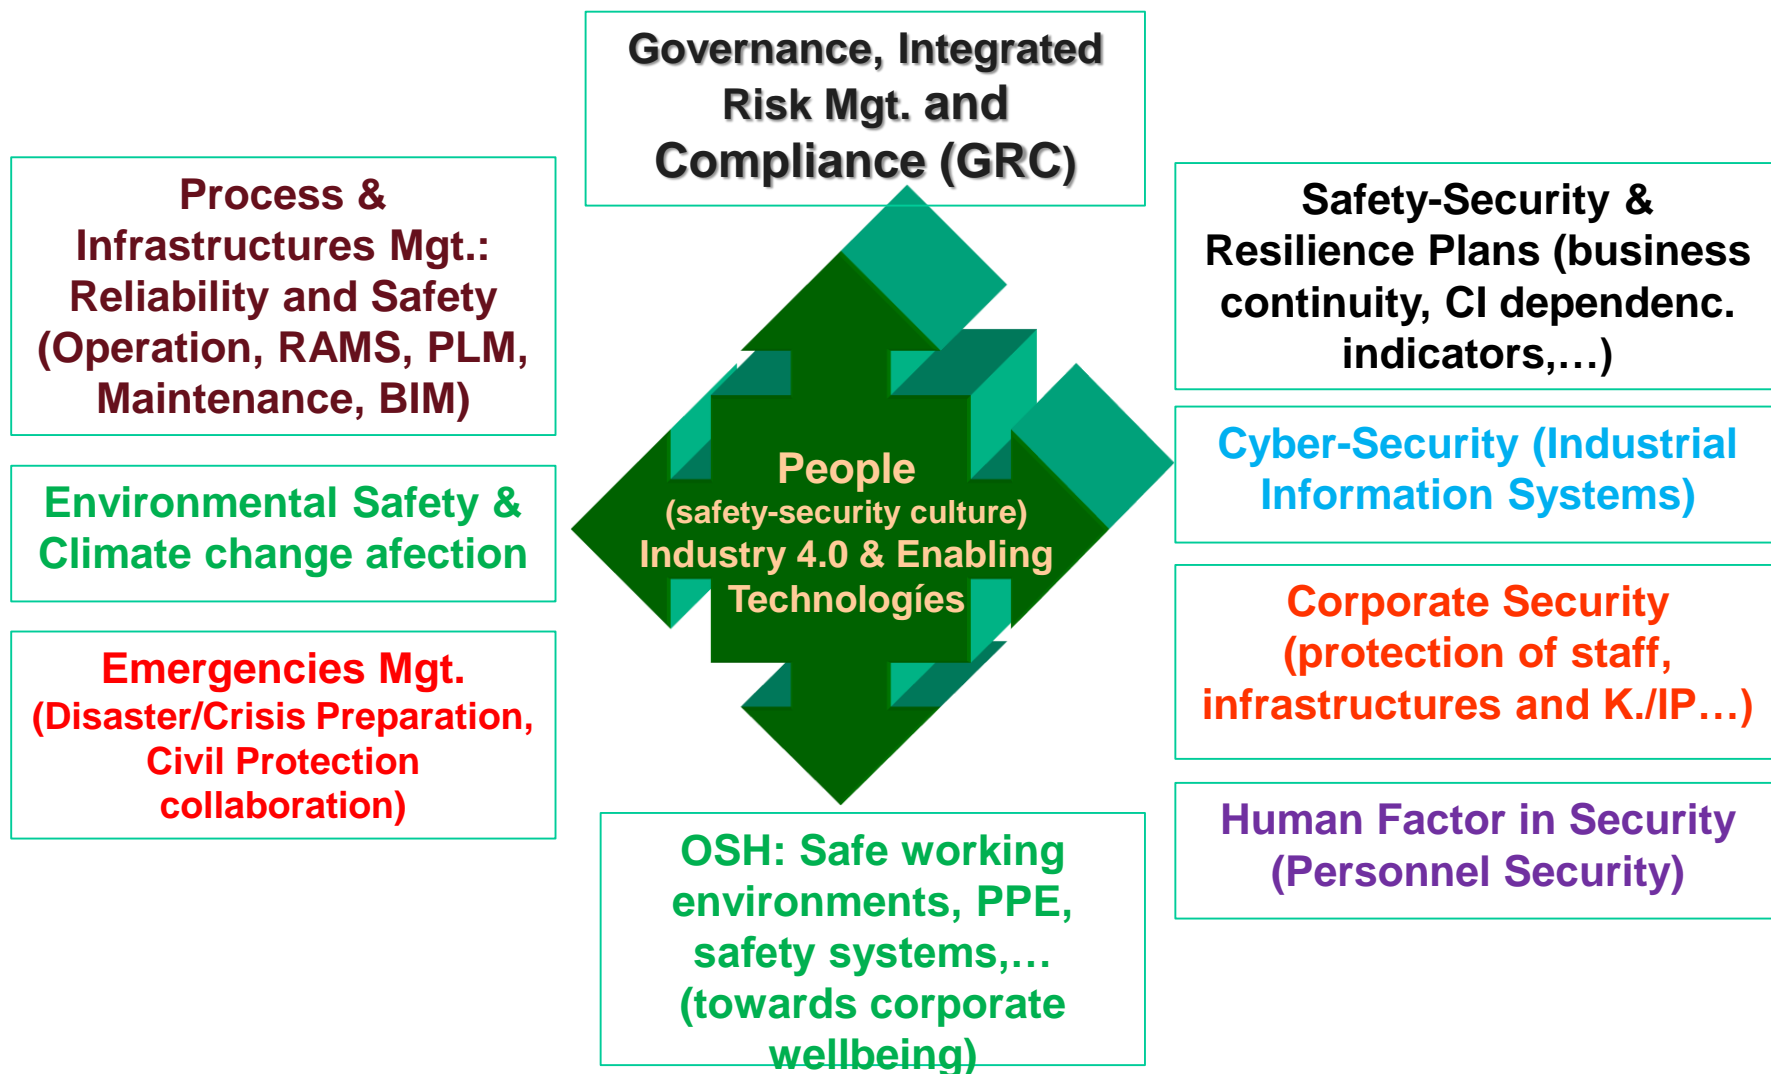 Governance, Integrated
Risk Mgt. and
Compliance (GRC)
Process &
Infrastructures Mgt.:
Reliability and Safety
(Operation, RAMS, PLM,
Maintenance, BIM)
Environmental Safety &
Climate change afection
Emergencies Mgt.
(Disaster/Crisis Preparation,
Civil Protection
collaboration)
People
(safety-security culture)
Industry 4.0 & Enabling
Technologíes
Safety-Security &
Resilience Plans (business
continuity, CI dependenc.
indicators,…)
Cyber-Security (Industrial
Information Systems)
Corporate Security
(protection of staff,
infrastructures and K./IP…)
Human Factor in Security
(Personnel Security)
OSH: Safe working
environments, PPE,
safety systems,…
(towards corporate
wellbeing)